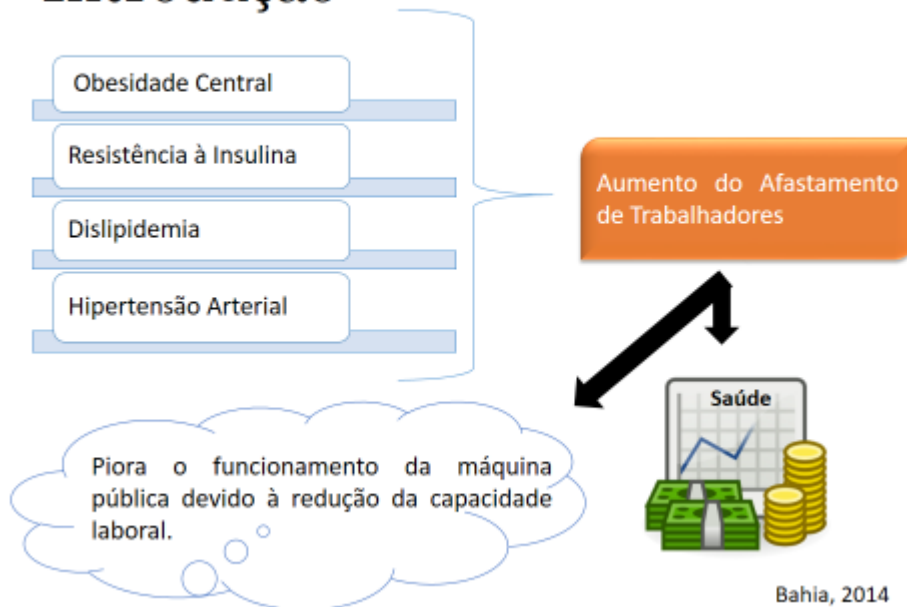 Introdução
Obesidade Central
Resistência à Insulina
Dislipidemia
Hipertensão Arterial
Aumento do Afastamento
de Trabalhadores
Saúde
Piora o funcionamento da máquina
pública devido à redução da capacidade
laboral.
Bahia, 2014